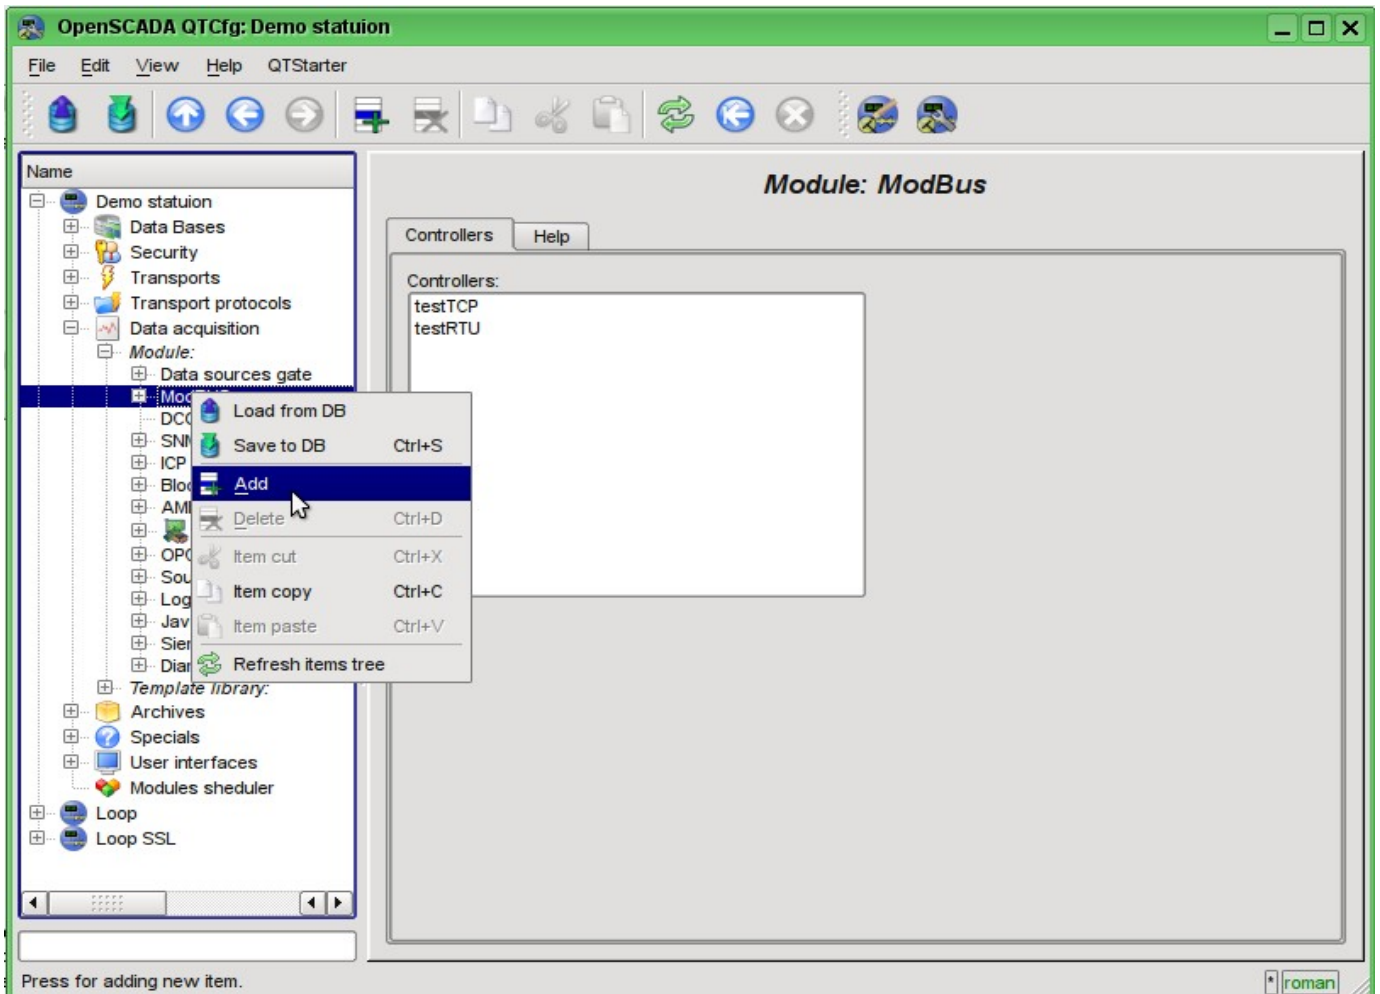 OpenSCADA QTCfg: Demo statuion
File Edit View Help QTStarter
Name
Demo statuion
Data Bases
Security
Transports
Transport protocols
Data acquisition
Module:
Data sources gate
ICP
Template library:
Archives
Specials
User interfaces
Modules sheduler
Loop
Loop SSL
Load from DB
Save to DB Ctrl+S
Add
Delete Ctrl+D
Item cut Ctrl+X
Item copy Ctrl+C
Item paste Ctrl+V
Refresh items tree
Module: ModBus
Controllers Help
Controllers:
testTCP
testRTU
Press for adding new item.
* roman